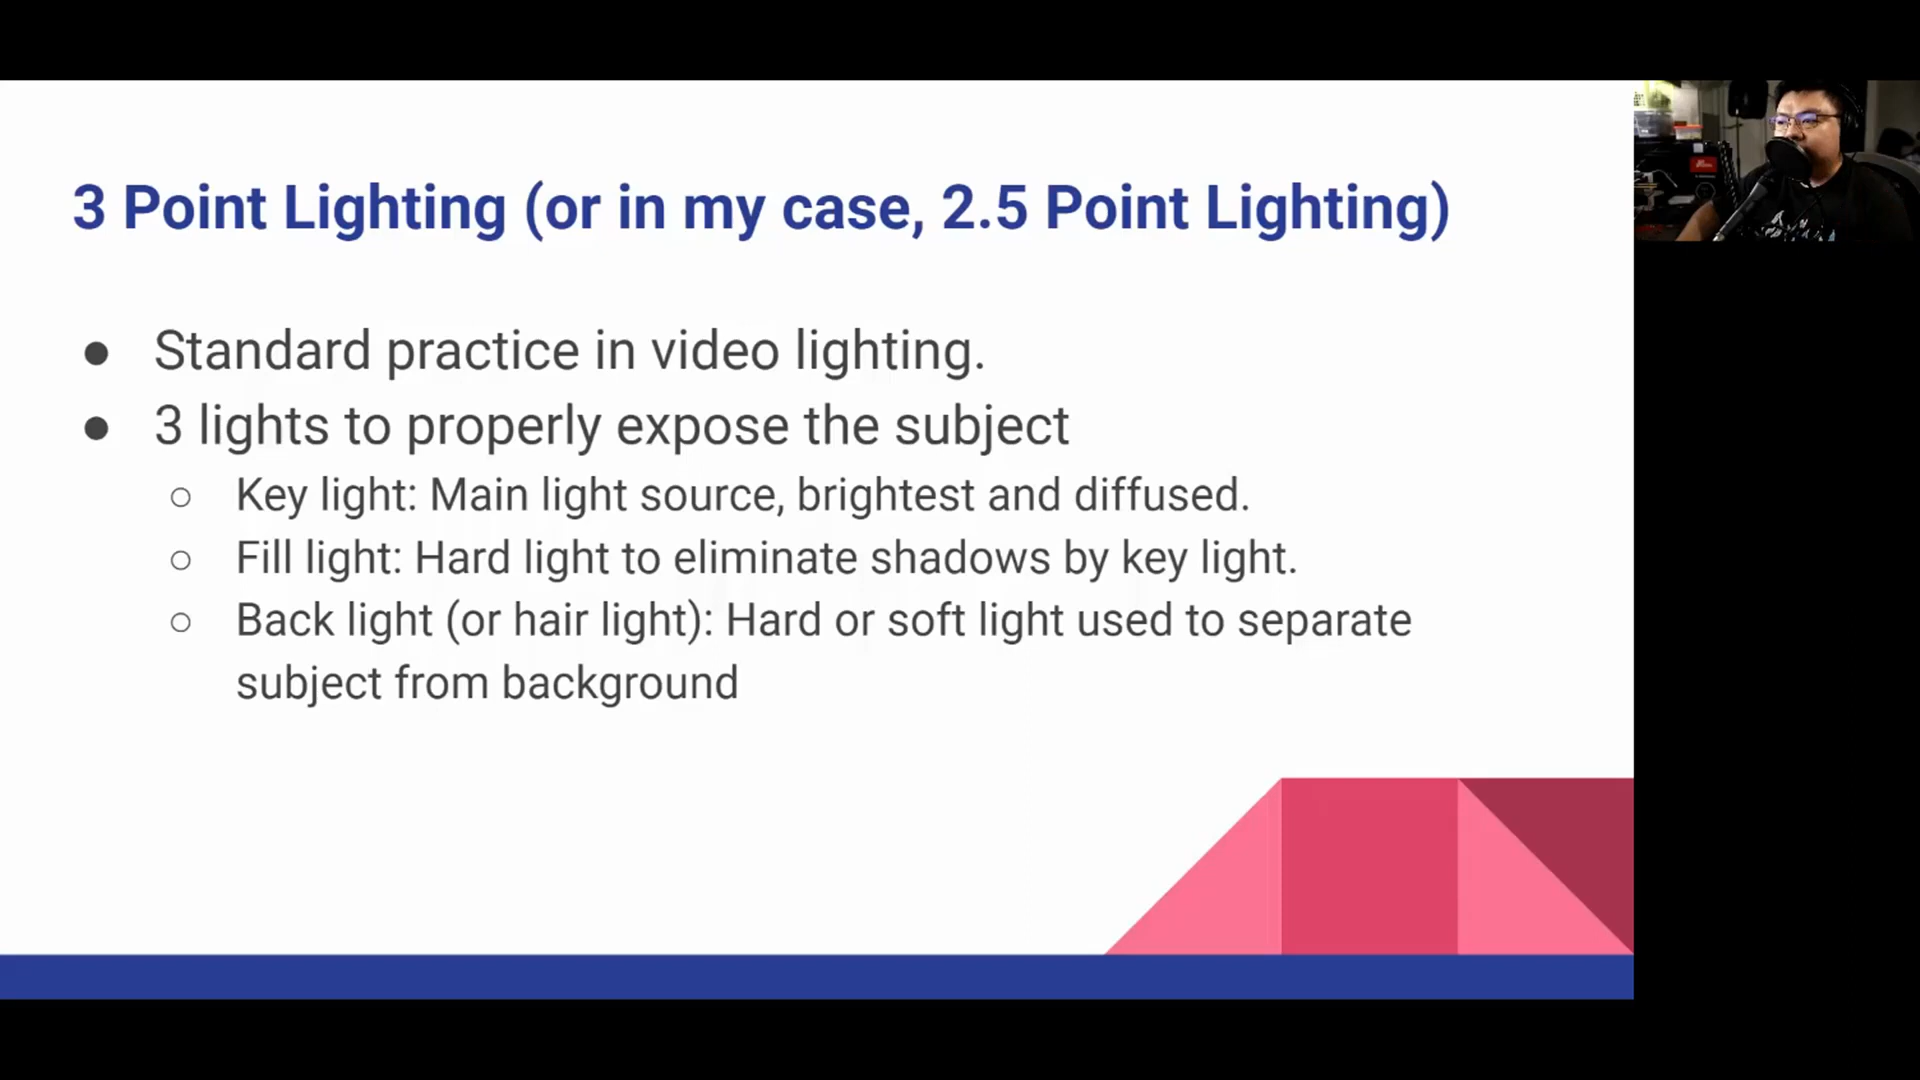 3 Point Lighting (or in my case, 2.5 Point Lighting)
● Standard practice in video lighting.
● 3 lights to properly expose the subject
○ Key light: Main light source, brightest and diffused.
○ Fill light: Hard light to eliminate shadows by key light.
○ Back light (or hair light): Hard or soft light used to separate
subject from background